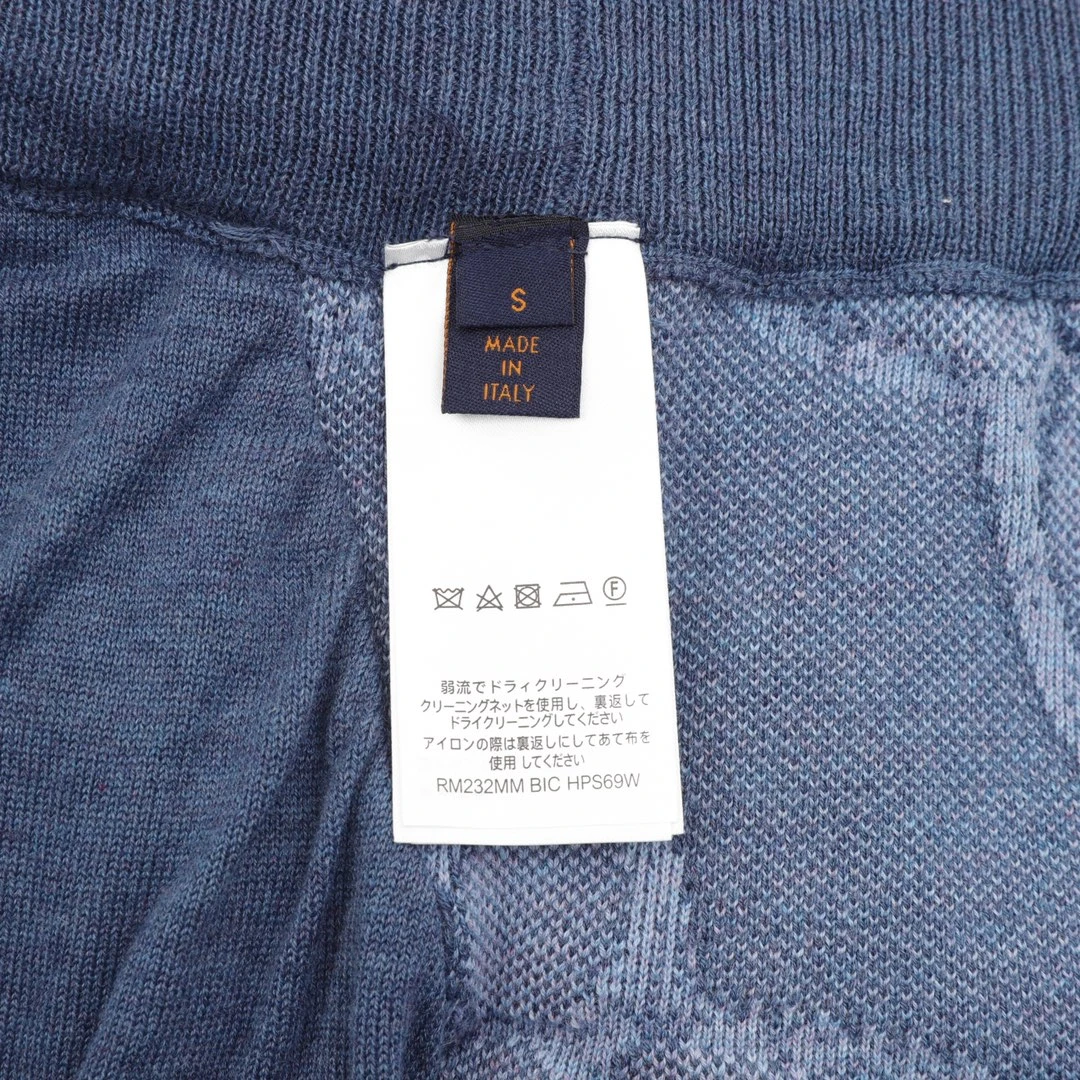 S
MADE
IN
ITALY
F
弱流でドライクリーニング
クリーニングネットを使用し、裏返して
ドライクリーニングしてください
アイロンの際は裏返しにしてあて布を
使用 してください
RM232MM BIC HPS69W